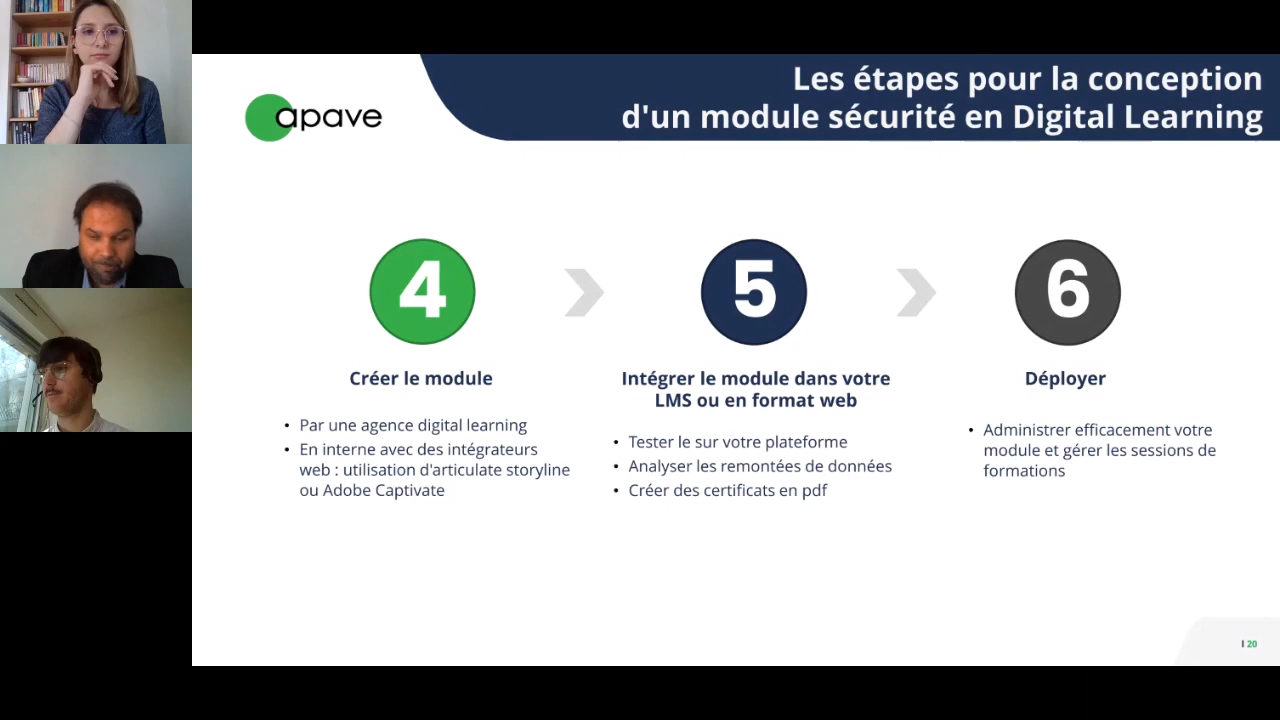 apave
Les étapes pour la conception
d'un module sécurité en Digital Learning
4
5
6
Créer le module
• Par une agence digital learning
• En interne avec des intégrateurs
web : utilisation d'articulate storyline
ou Adobe Captivate
Intégrer le module dans votre
LMS ou en format web
• Tester le sur votre plateforme
• Analyser les remontées de données
• Créer des certificats en pdf
Déployer
• Administrer efficacement votre
module et gérer les sessions de
formations
I 20